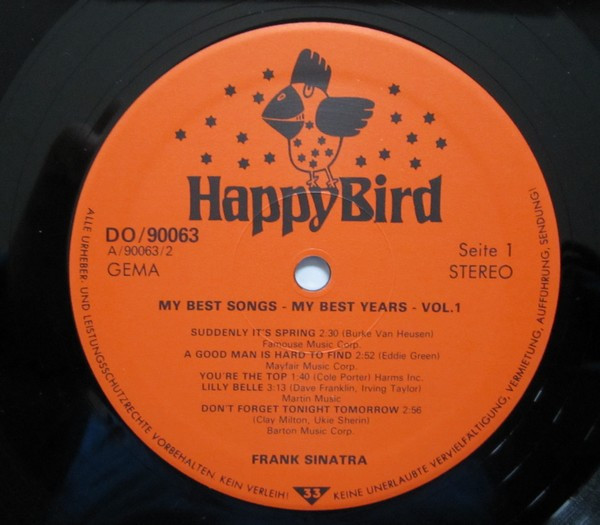 HappyBird
DO/90063
A/90063/2
GEMA
Seite 1
STEREO
MY BEST SONGS - MY BEST YEARS - VOL.1
SUDDENLY IT'S SPRING 2.30 (Burke Van Heusen)
Famouse Music Corp.
A GOOD MAN IS HARD TO FIND 2:52 (Eddie Green)
Mayfair Music Corp.
YOU'RE THE TOP 1:40 (Cole Porter) Harms Inc.
LILLY BELLE 3:13 (Dave Franklin, Irving Taylor)
Martin Music
DON'T FORGET TONIGHT TOMORROW 2:56
(Clay Milton, Ukie Sherin)
Barton Music Corp.
FRANK SINATRA
ALLE URHEBER- UND LEISTUNGSSCHUTZRECHTE VORBEHALTEN. KEIN VERLEIH! 33 KEINE UNERLAUBTE VERVIELFÄLTIGUNG, VERMIETUNG, AUFFÜHRUNG, SENDUNG!